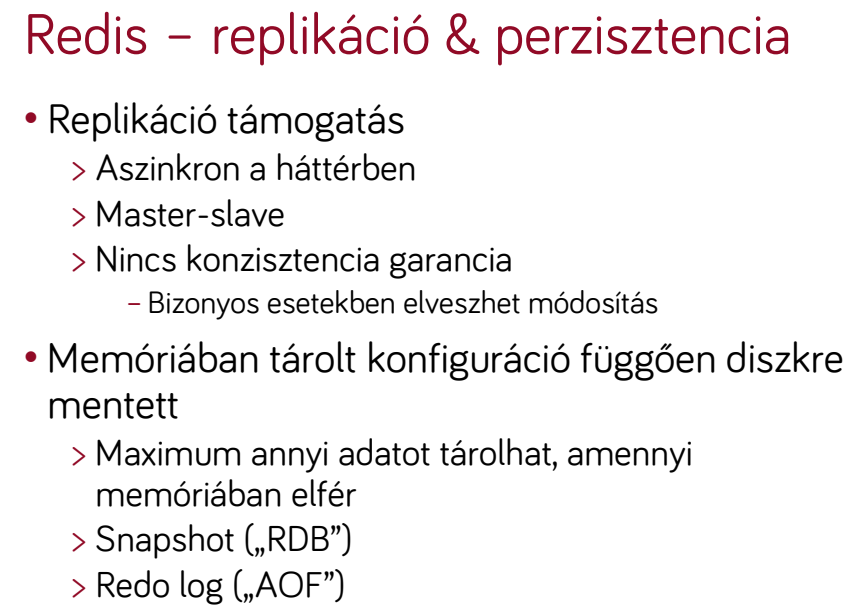 Redis – replikáció & perzisztencia
• Replikáció támogatás
> Aszinkron a háttérben
> Master-slave
> Nincs konzisztencia garancia
– Bizonyos esetekben elveszhet módosítás
• Memóriában tárolt konfiguráció függően diszkre
mentett
> Maximum annyi adatot tárolhat, amennyi
memóriában elfér
> Snapshot („RDB”)
> Redo log („AOF”)